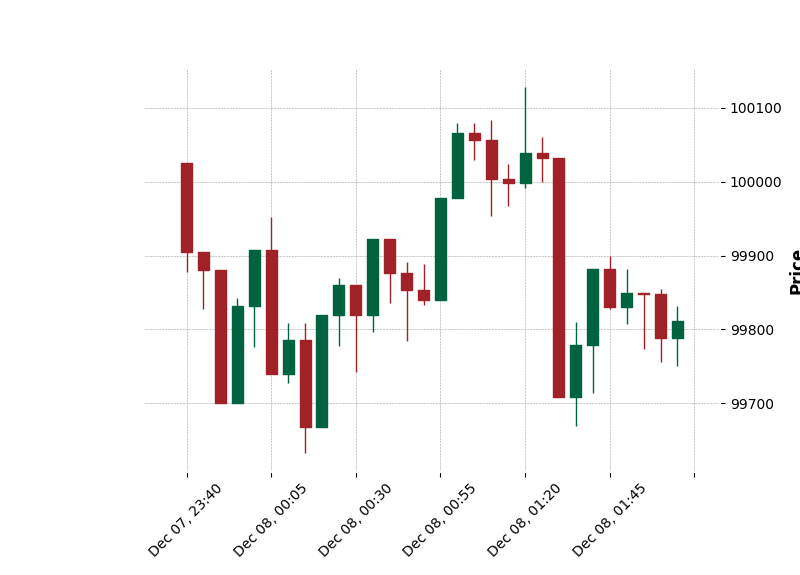 100100
100000
99900
99800
99700
Price
Dec 07, 23:40
Dec 08, 00:05
Dec 08, 00:30
Dec 08, 00:55
Dec 08, 01:20
Dec 08, 01:45